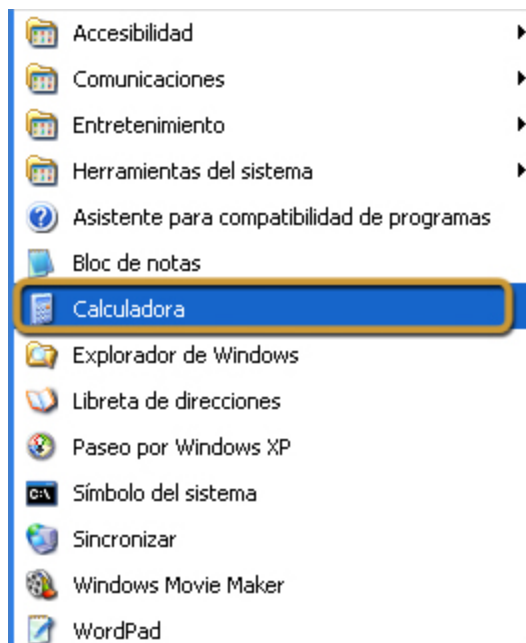 Accesibilidad
Comunicaciones
Entretenimiento
Herramientas del sistema
Asistente para compatibilidad de programas
Bloc de notas
Calculadora
Explorador de Windows
Libreta de direcciones
Paseo por Windows XP
C:\
Símbolo del sistema
Sincronizar
Windows Movie Maker
WordPad